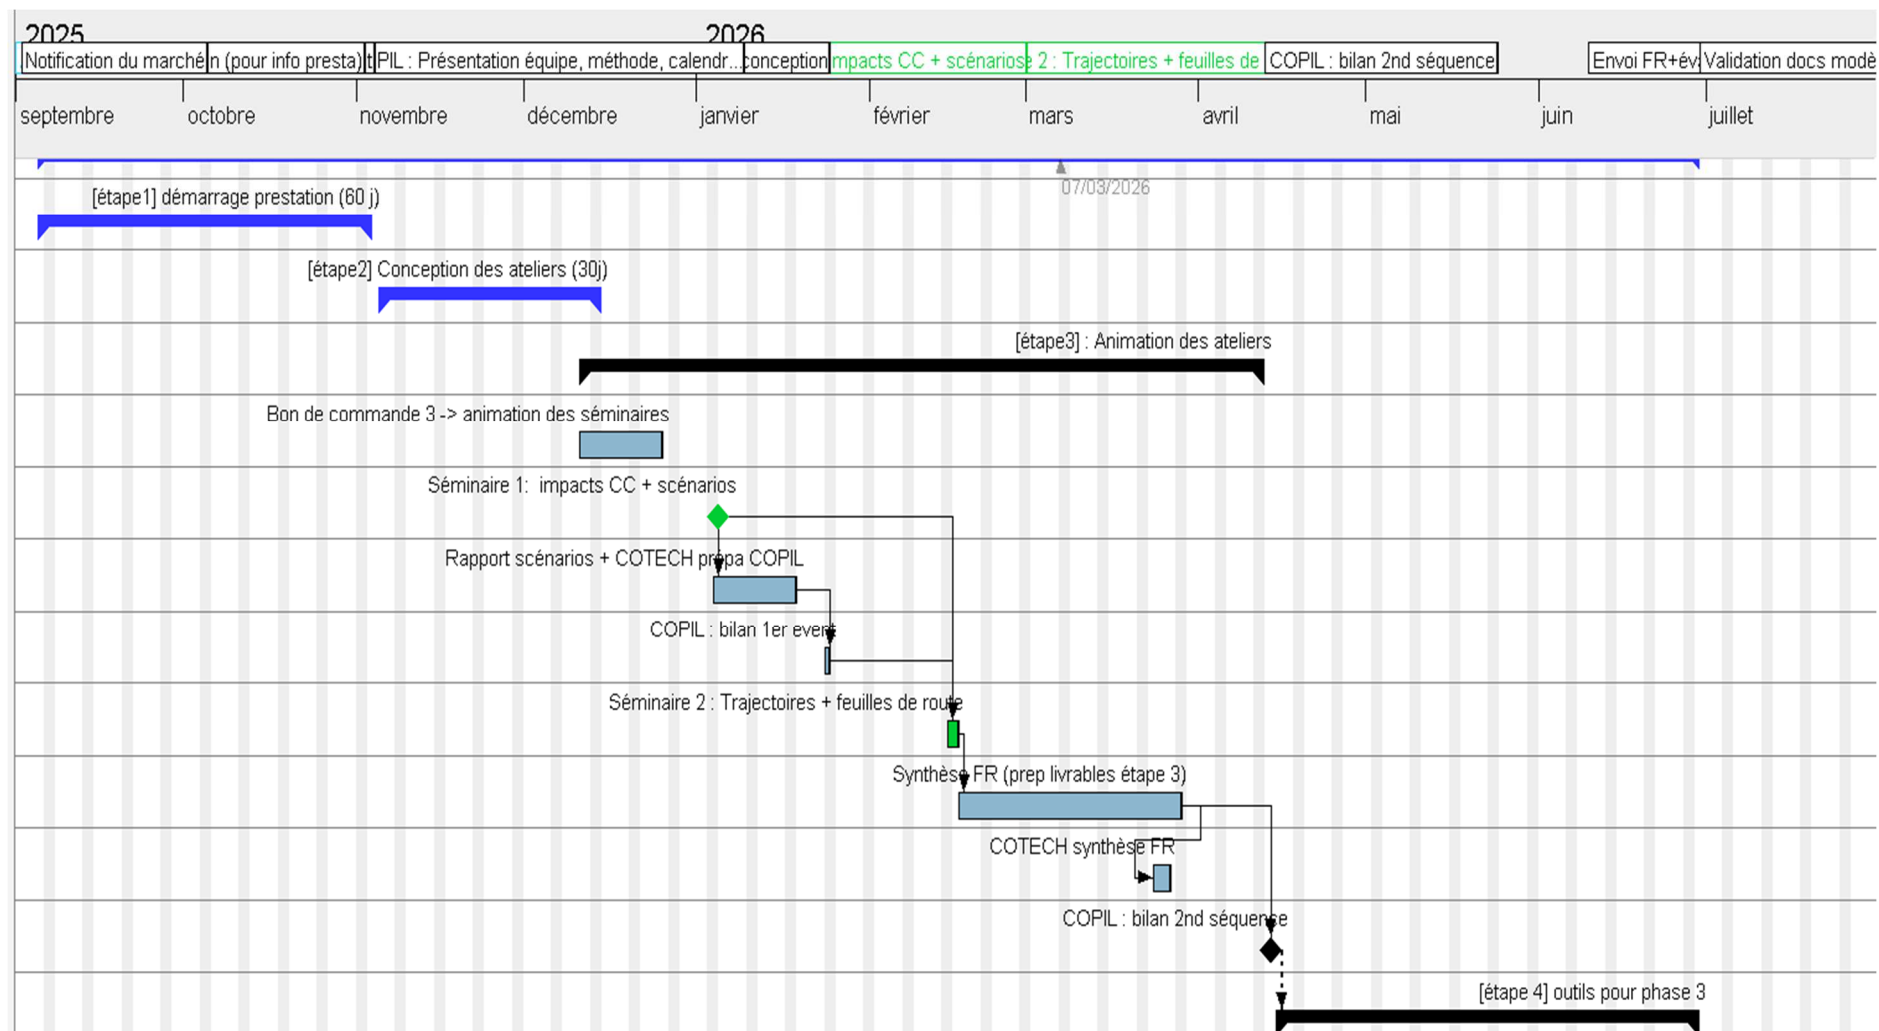 2025
2026
Notification du marché
n (pour info presta)
t
PIL : Présentation équipe, méthode, calendr...
conception
mpacts CC + scénarios
e 2 : Trajectoires + feuilles de
COPIL : bilan 2nd séquence
Envoi FR+év
Validation docs modè
septembre
octobre
novembre
décembre
janvier
février
mars
avril
mai
juin
juillet
07/03/2026
[étape1] démarrage prestation (60 j)
[étape2] Conception des ateliers (30j)
[étape3] : Animation des ateliers
Bon de commande 3 -> animation des séminaires
Séminaire 1: impacts CC + scénarios
Rapport scénarios + COTECH prépa COPIL
COPIL : bilan 1er event
Séminaire 2 : Trajectoires + feuilles de route
Synthèse FR (prep livrables étape 3)
COTECH synthèse FR
COPIL : bilan 2nd séquence
[étape 4] outils pour phase 3